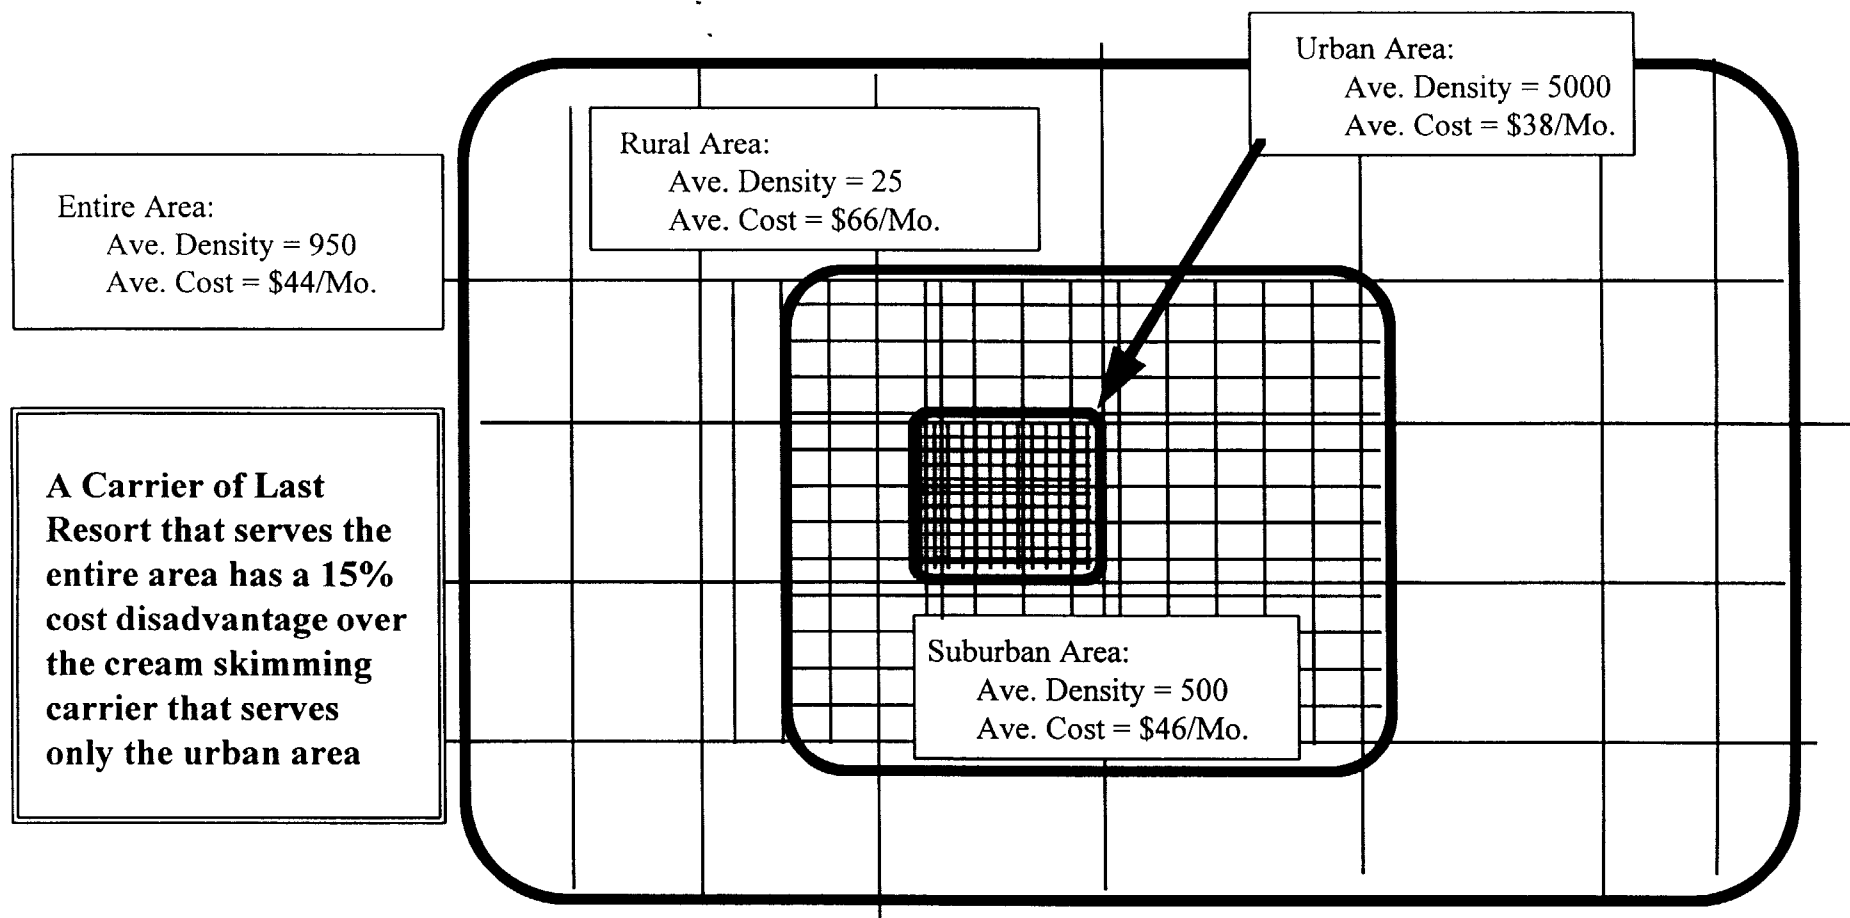 Urban Area:
Ave. Density = 5000
Ave. Cost = $38/Mo.
Rural Area:
Ave. Density = 25
Ave. Cost = $66/Mo.
Entire Area:
Ave. Density = 950
Ave. Cost = $44/Mo.
A Carrier of Last
Resort that serves the
entire area has a 15%
cost disadvantage over
the cream skimming
carrier that serves
only the urban area
Suburban Area:
Ave. Density = 500
Ave. Cost = $46/Mo.